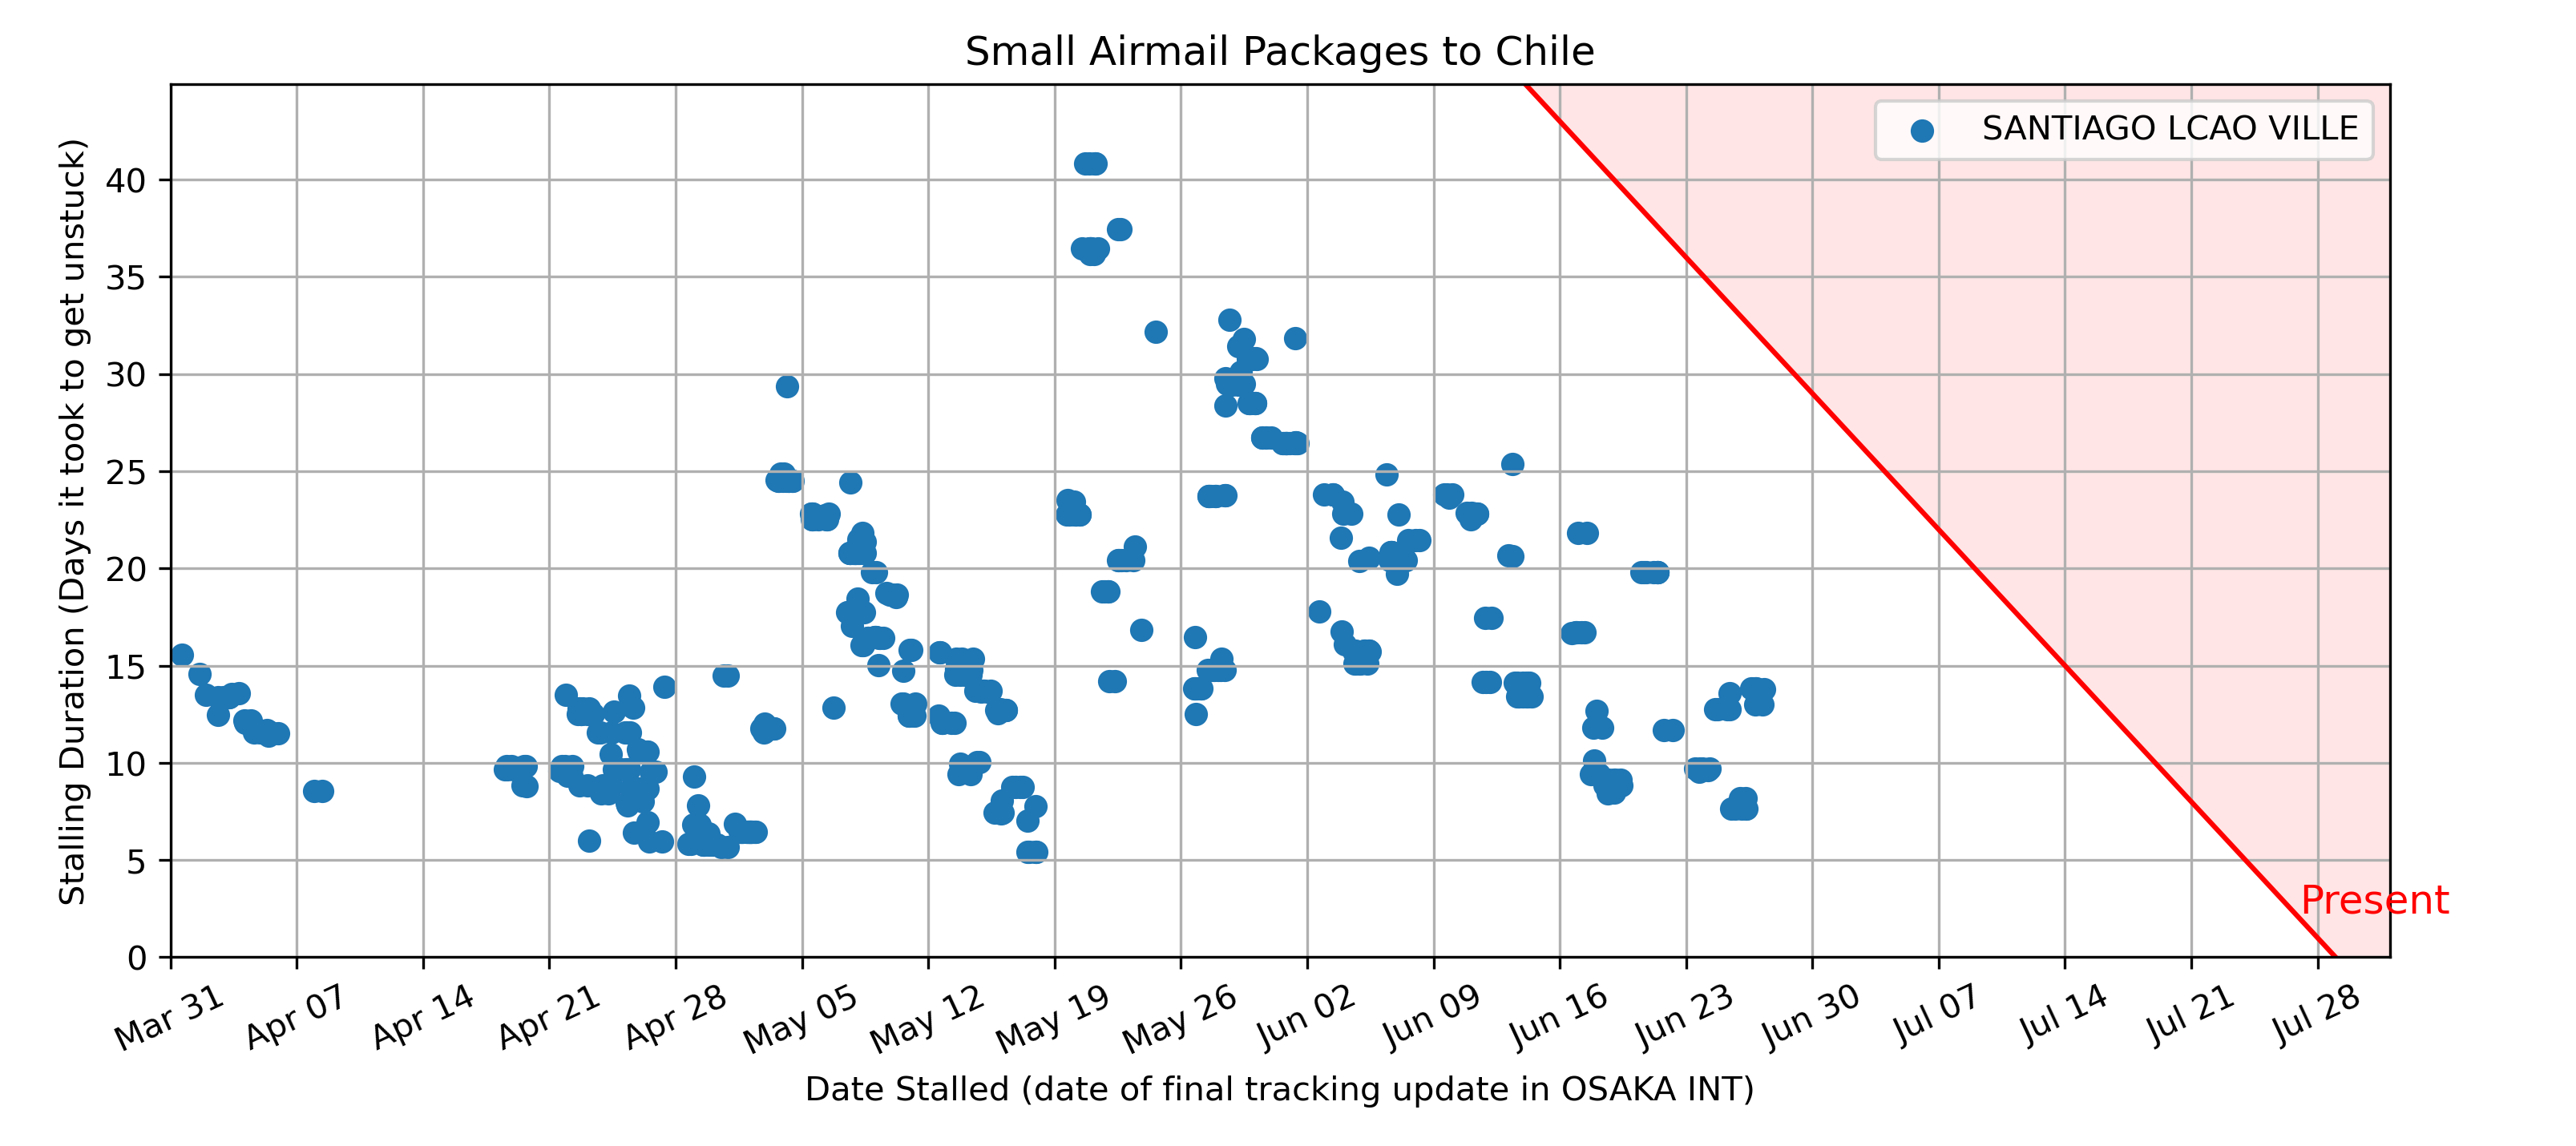 Small Airmail Packages to Chile
SANTIAGO LCAO VILLE
Stalling Duration (Days it took to get unstuck)
40
35
30
25
20
15
10
5
0
Present
Mar 31
Apr 07
Apr 14
Apr 21
Apr 28
May 05
May 12
May 19
May 26
Jun 02
Jun 09
Jun 16
Jun 23
Jun 30
Jul 07
Jul 14
Jul 21
Jul 28
Date Stalled (date of final tracking update in OSAKA INT)